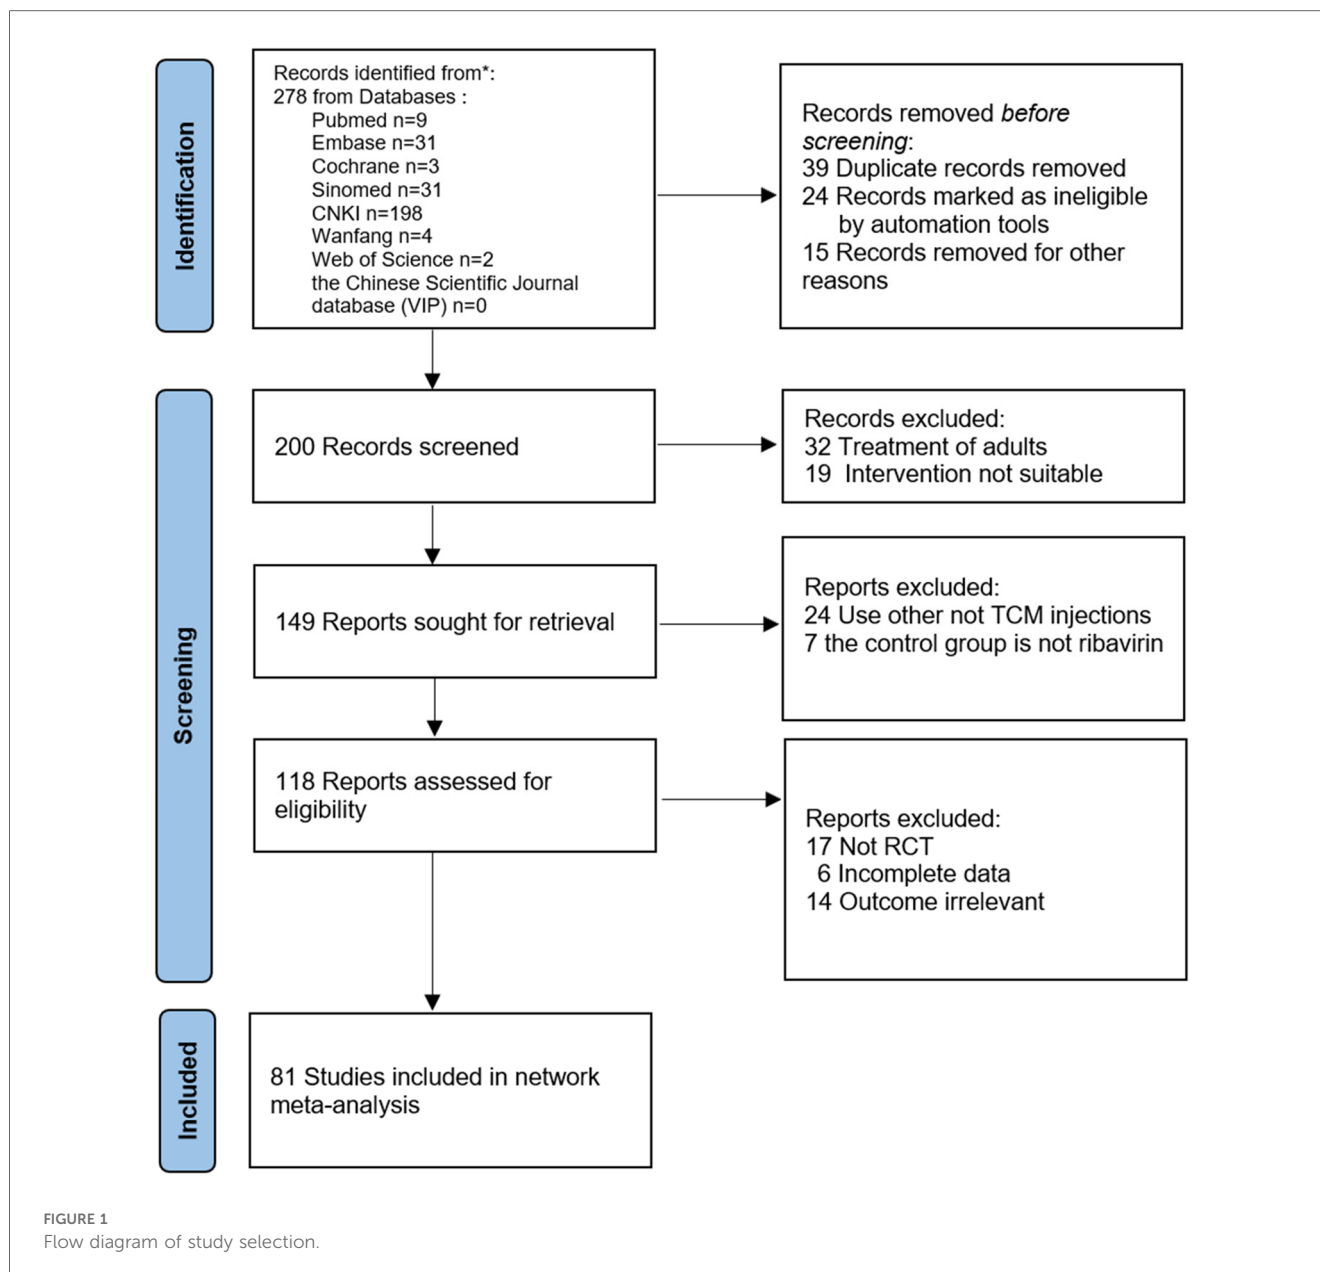 Identification
Records identified from*:
278 from Databases :
Pubmed n=9
Embase n=31
Cochrane n=3
Sinomed n=31
CNKI n=198
Wanfang n=4
Web of Science n=2
the Chinese Scientific Journal
database (VIP) n=0
Records removed before
screening:
39 Duplicate records removed
24 Records marked as ineligible
by automation tools
15 Records removed for other
reasons
Screening
200 Records screened
Records excluded:
32 Treatment of adults
19  Intervention not suitable
149 Reports sought for retrieval
Reports excluded:
24 Use other not TCM injections
7 the control group is not ribavirin
118 Reports assessed for
eligibility
Reports excluded:
17 Not RCT
6 Incomplete data
14 Outcome irrelevant
Included
81 Studies included in network
meta-analysis
FIGURE 1
Flow diagram of study selection.